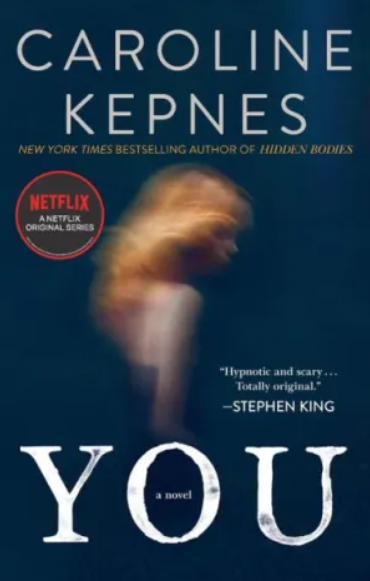 CAROLINE
KEPNES
NEW YORK TIMES BESTSELLING AUTHOR OF HIDDEN BODIES
NETFLIX
A NETFLIX
ORIGINAL SERIES
“Hypnotic and scary...
Totally original.”
—STEPHEN KING
YOU
a novel